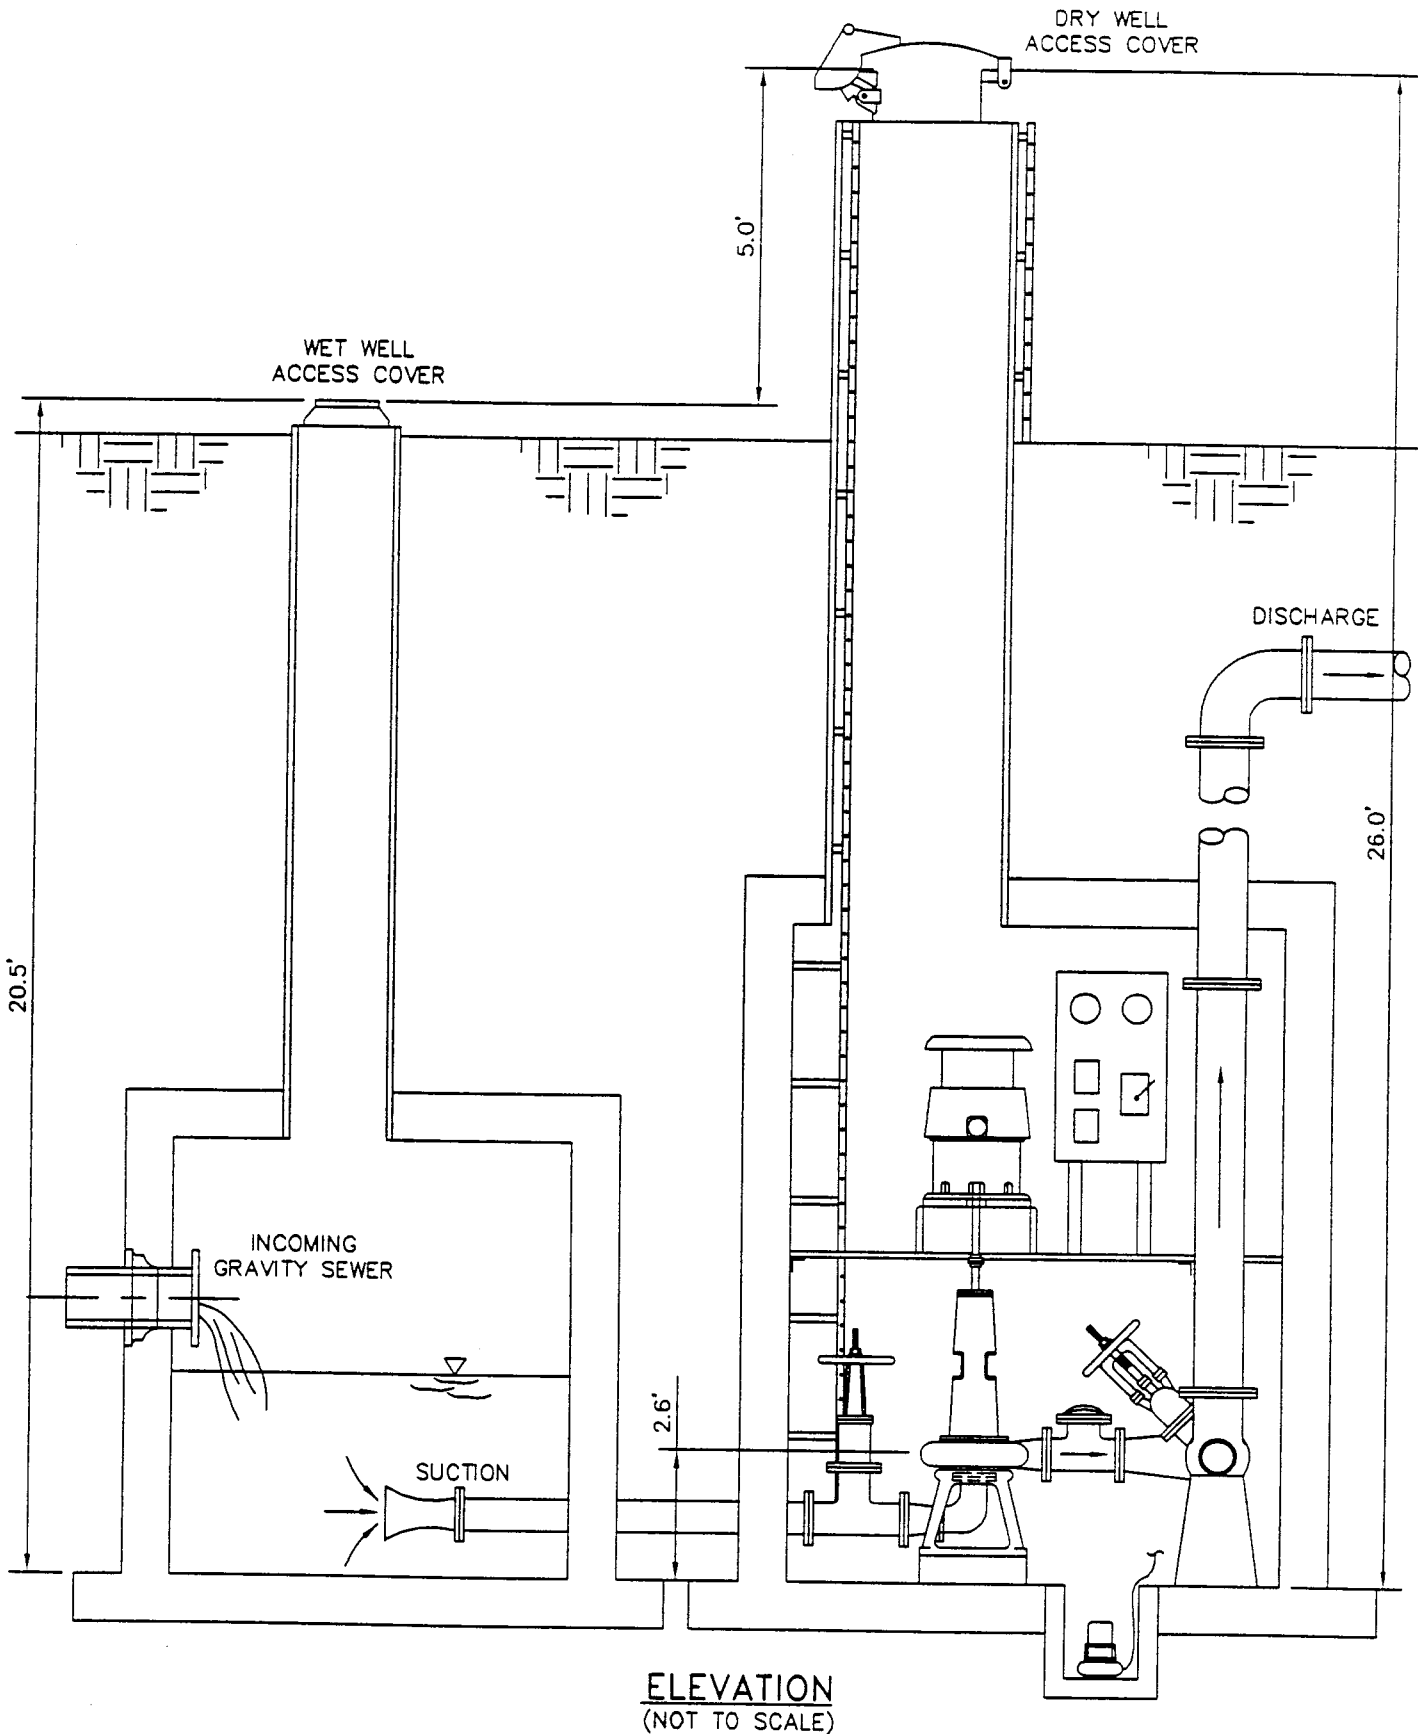 DRY WELL
ACCESS COVER
5.0'
WET WELL
ACCESS COVER
DISCHARGE
26.0'
20.5'
INCOMING
GRAVITY SEWER
2.6'
SUCTION
ELEVATION
(NOT TO SCALE)